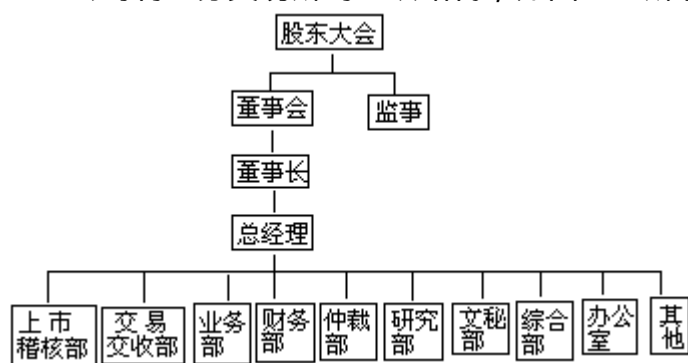 股东大会
董事会
监事
董事长
总经理
上市
稽核部
交易
交收部
业务
部
财务
部
仲裁
部
研究
部
文秘
部
综合
部
办公
室
其
他